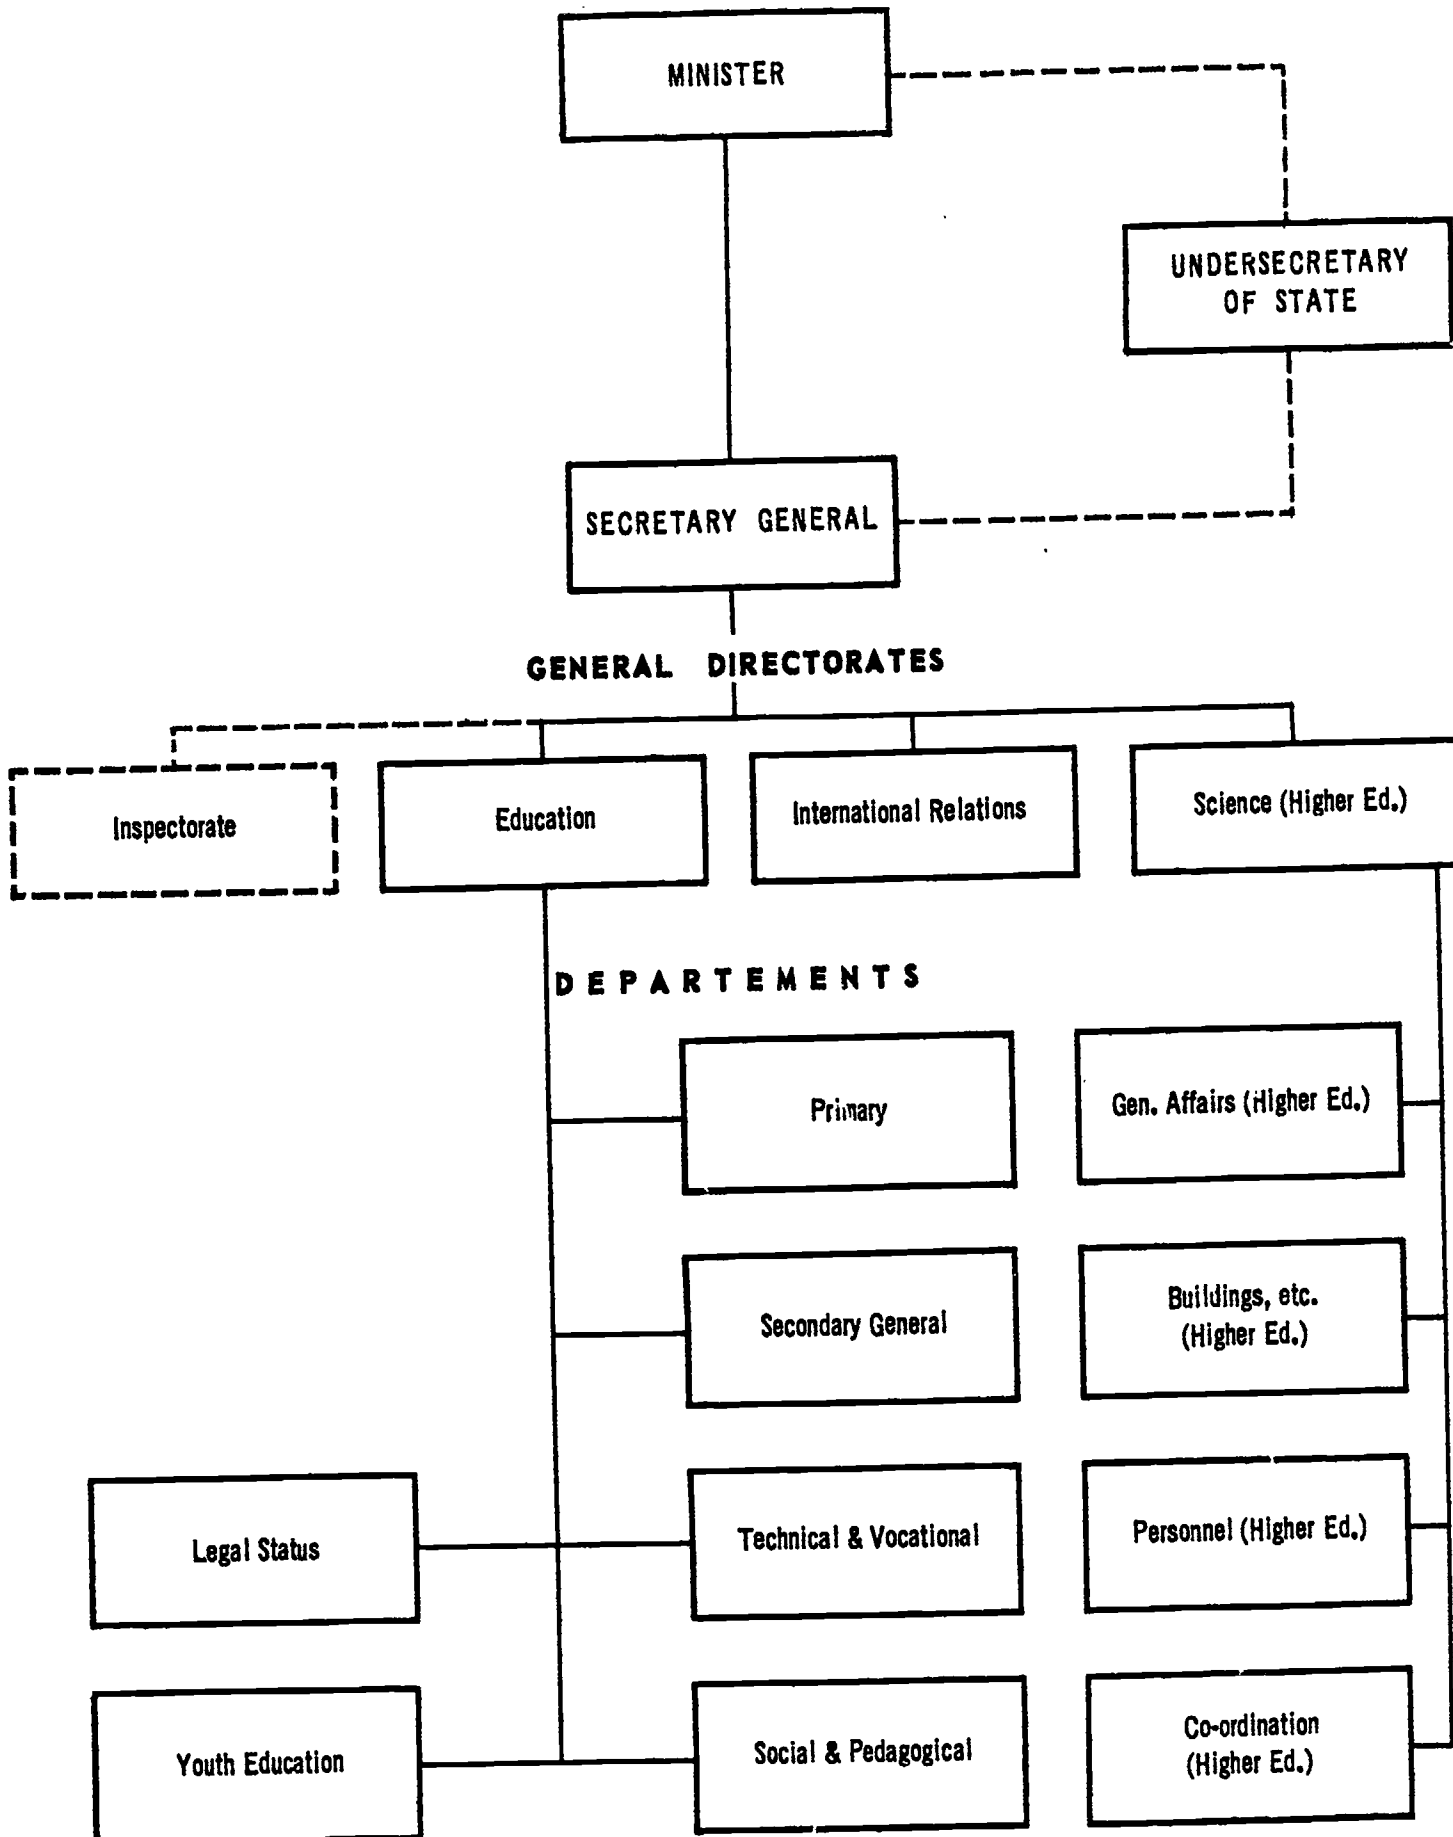 MINISTER
UNDERSECRETARY
OF STATE
SECRETARY GENERAL
GENERAL DIRECTORATES
Inspectorate
Education
International Relations
Science (Higher Ed.)
DEPARTEMENTS
Primary
Gen. Affairs (Higher Ed.)
Secondary General
Buildings, etc.
(Higher Ed.)
Legal Status
Technical & Vocational
Personnel (Higher Ed.)
Youth Education
Social & Pedagogical
Co-ordination
(Higher Ed.)